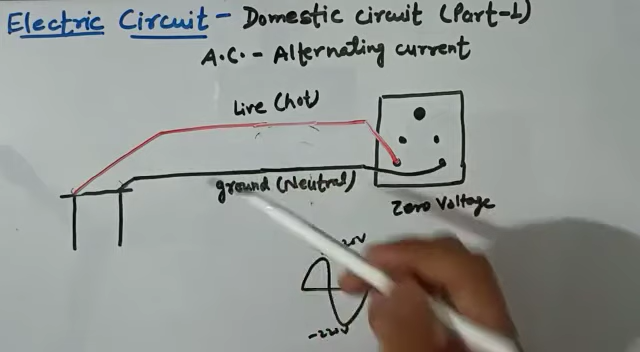 Electric Circuit - Domestic circuit (Part-1)
A.C. - Alternating current
Live (hot)
ground (Neutral)
Zero Voltage
-220V